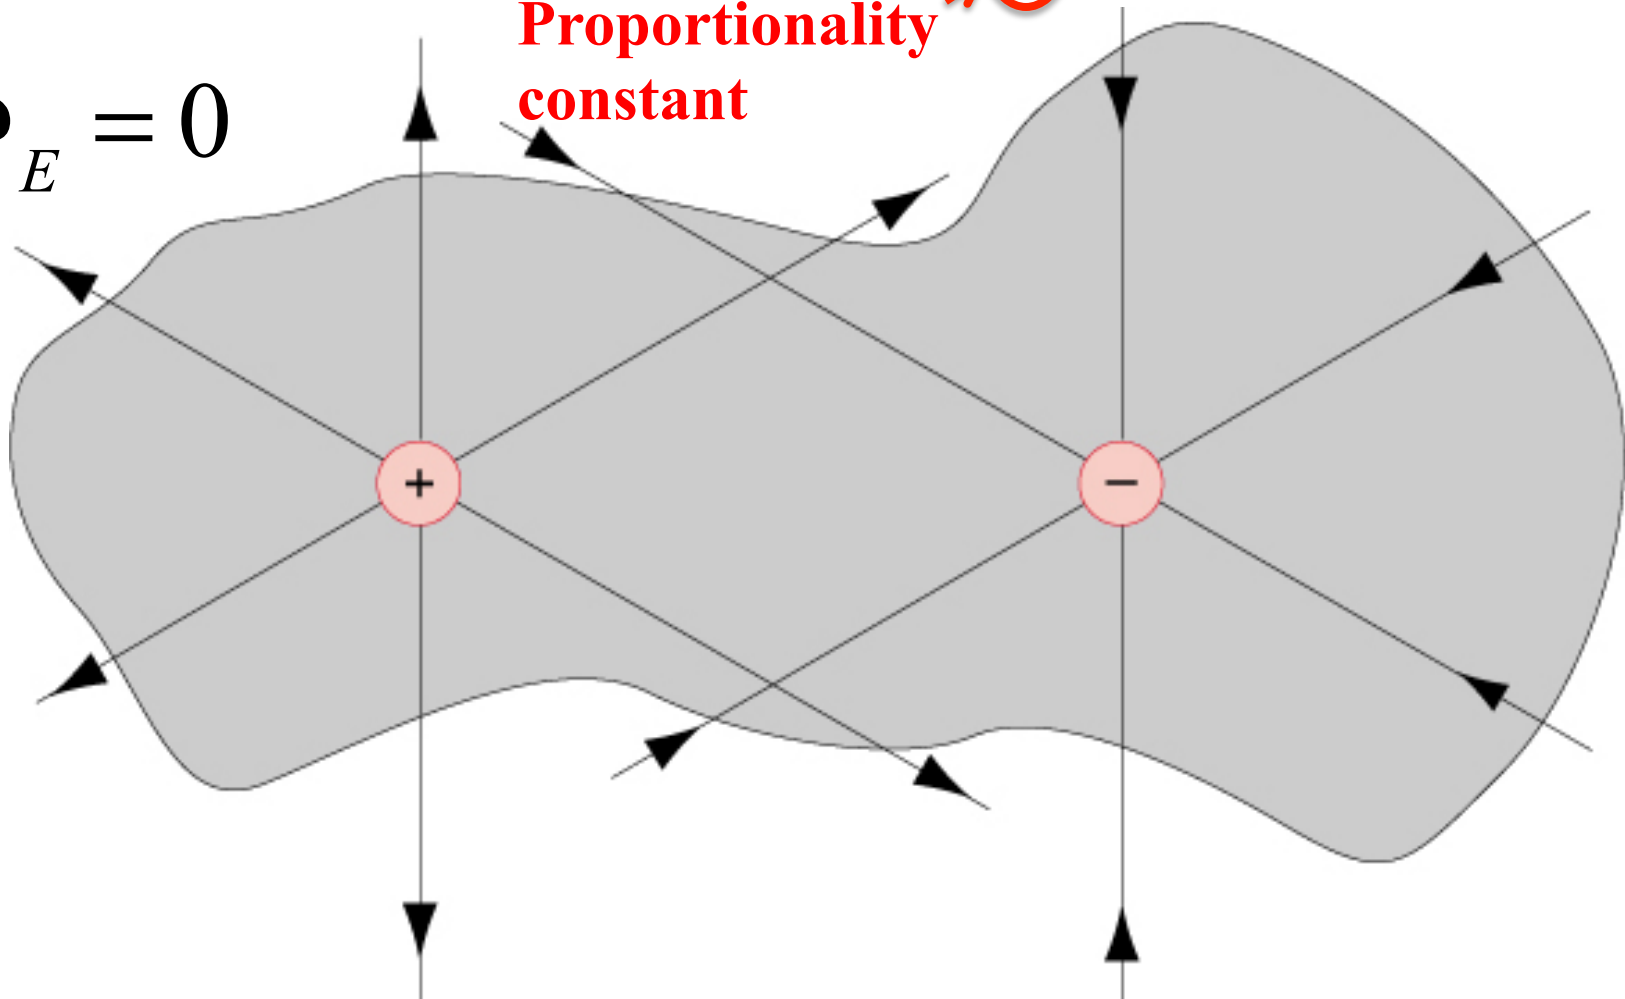 Proportionality
constant
E = 0
+
−